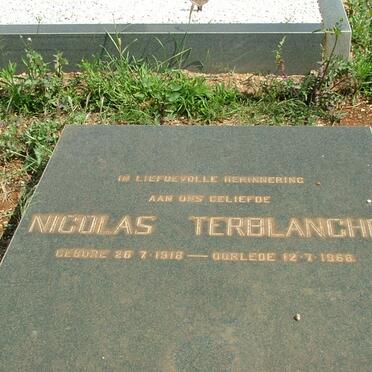 IN LIEFDEVOLLE HERINNERING
AAN ONS GELIEFDE
NICOLAS TERBLANCHE
GEBORE 26·7·1918 — OORLEDE 12·7·1966.